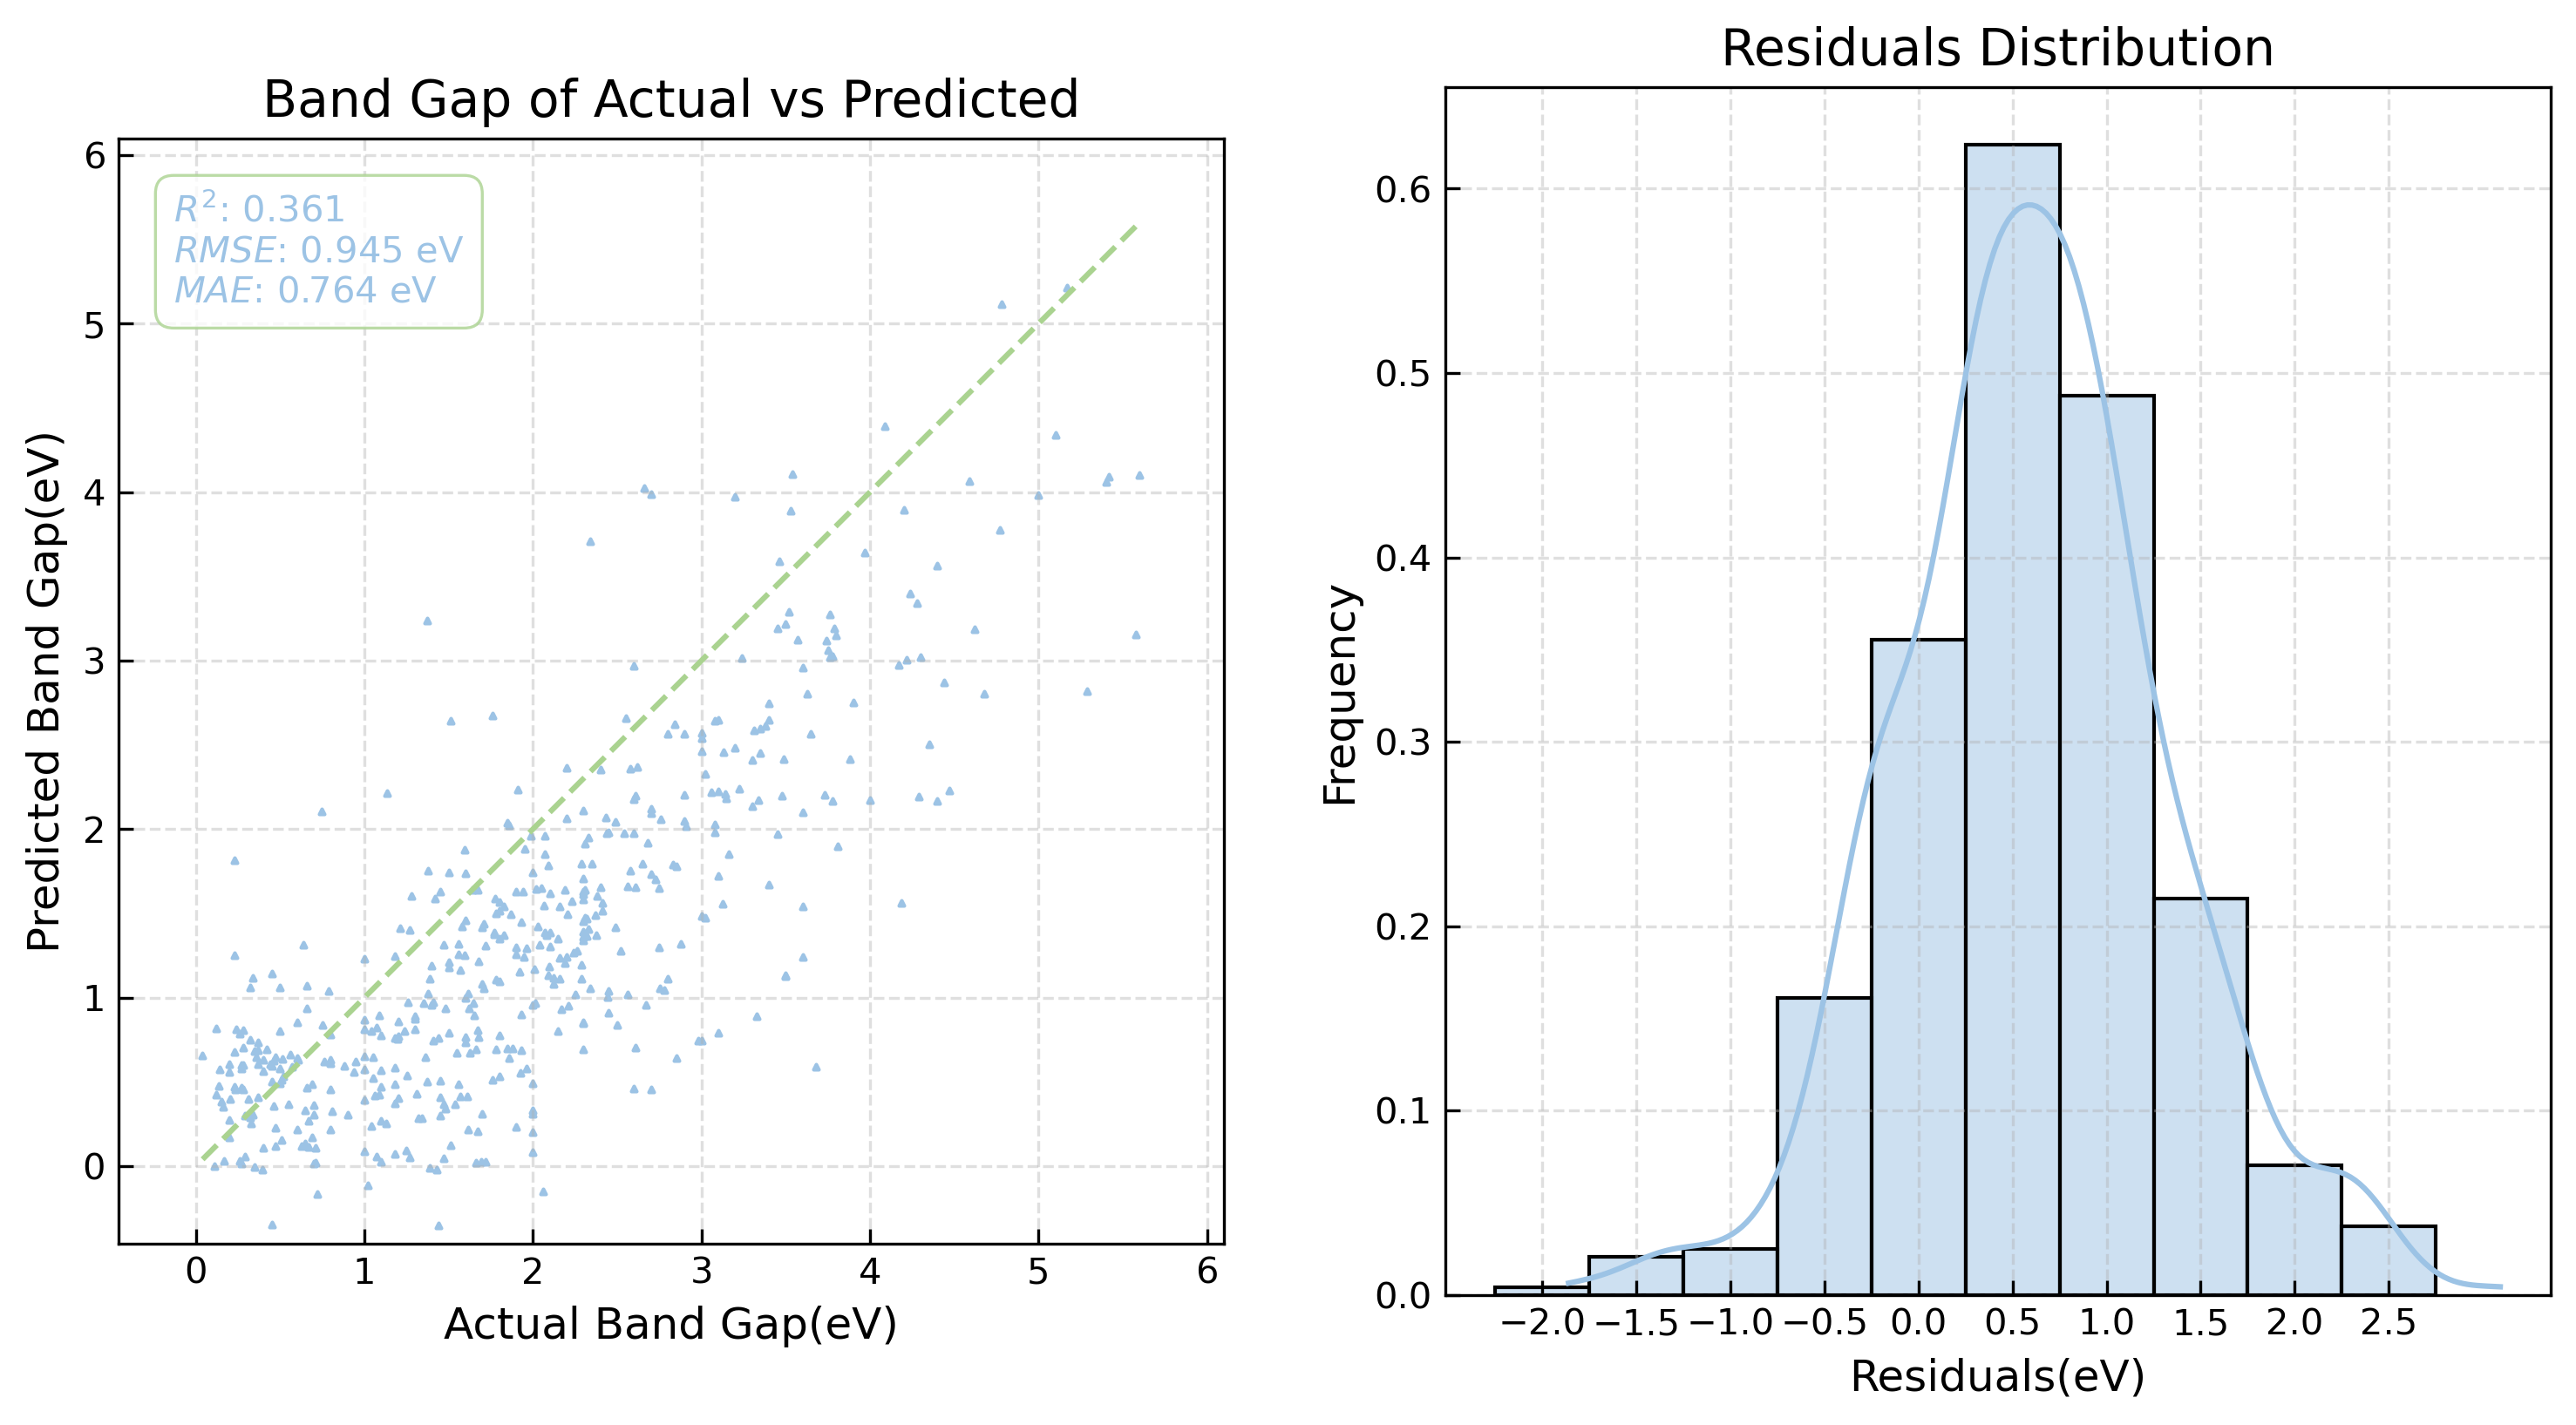 Band Gap of Actual vs Predicted
R²: 0.361
RMSE: 0.945 eV
MAE: 0.764 eV
6
5
4
3
2
1
0
Predicted Band Gap(eV)
0 1 2 3 4 5 6
Actual Band Gap(eV)
Residuals Distribution
0.6
0.5
0.4
0.3
0.2
0.1
0.0
Frequency
−2.0 −1.5 −1.0 −0.5 0.0 0.5 1.0 1.5 2.0 2.5
Residuals(eV)